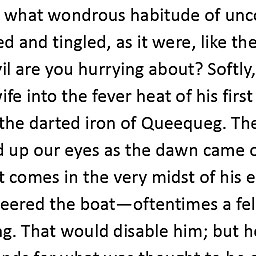 what wondrous habitude of unco
ed and tingled, as it were, like the
vil are you hurrying about? Softly,
wife into the fever heat of his first
the darted iron of Queequeg. The
d up our eyes as the dawn came o
t comes in the very midst of his e
eered the boat—oftentimes a fel
ng. That would disable him; but he